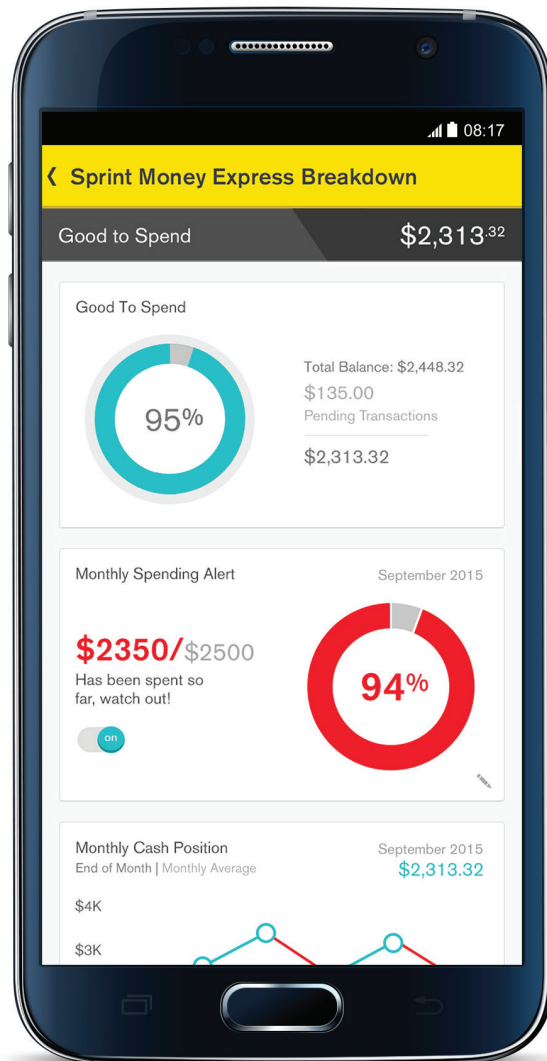 08:17
Sprint Money Express Breakdown
Good to Spend $2,313.32
Good To Spend
95%
Total Balance: $2,448.32
$135.00
Pending Transactions
$2,313.32
Monthly Spending Alert September 2015
$2350/$2500
Has been spent so
far, watch out!
on
94%
Monthly Cash Position September 2015
End of Month | Monthly Average $2,313.32
$4K
$3K